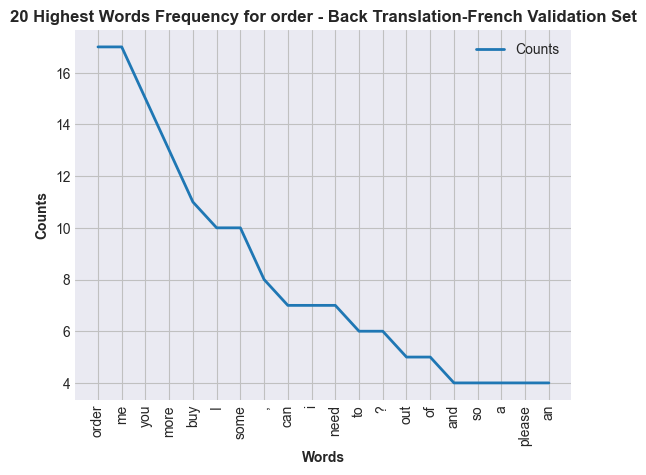 20 Highest Words Frequency for order - Back Translation-French Validation Set
Counts
16
14
12
10
8
6
4
Counts
order
me
you
more
buy
I
some
,
can
i
need
to
?
out
of
and
so
a
please
an
Words